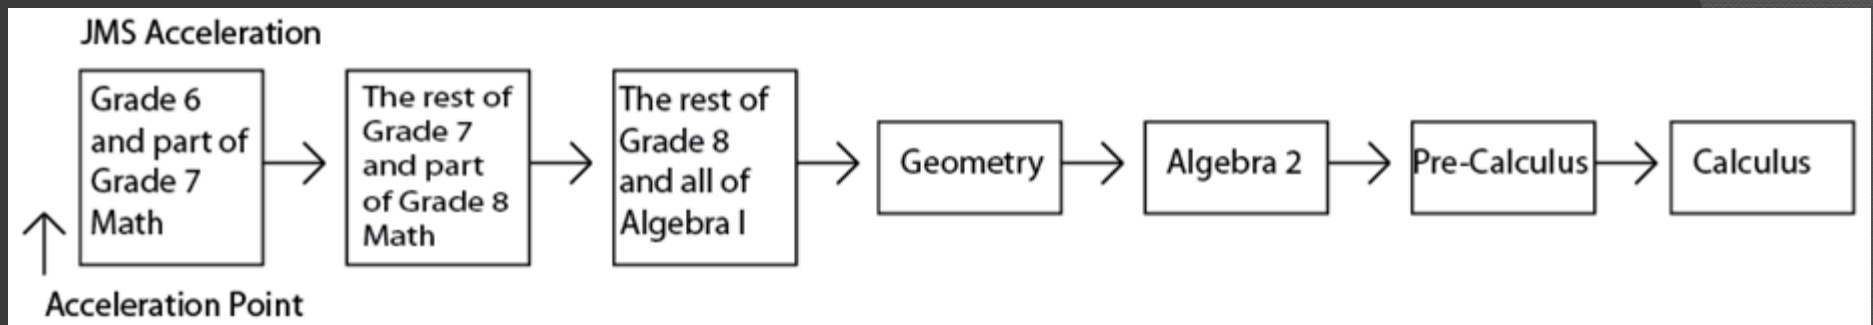 JMS Acceleration
Grade 6
and part of
Grade 7
Math
The rest of
Grade 7
and part
of Grade 8
Math
The rest of
Grade 8
and all of
Algebra I
Geometry
Algebra 2
Pre-Calculus
Calculus
Acceleration Point